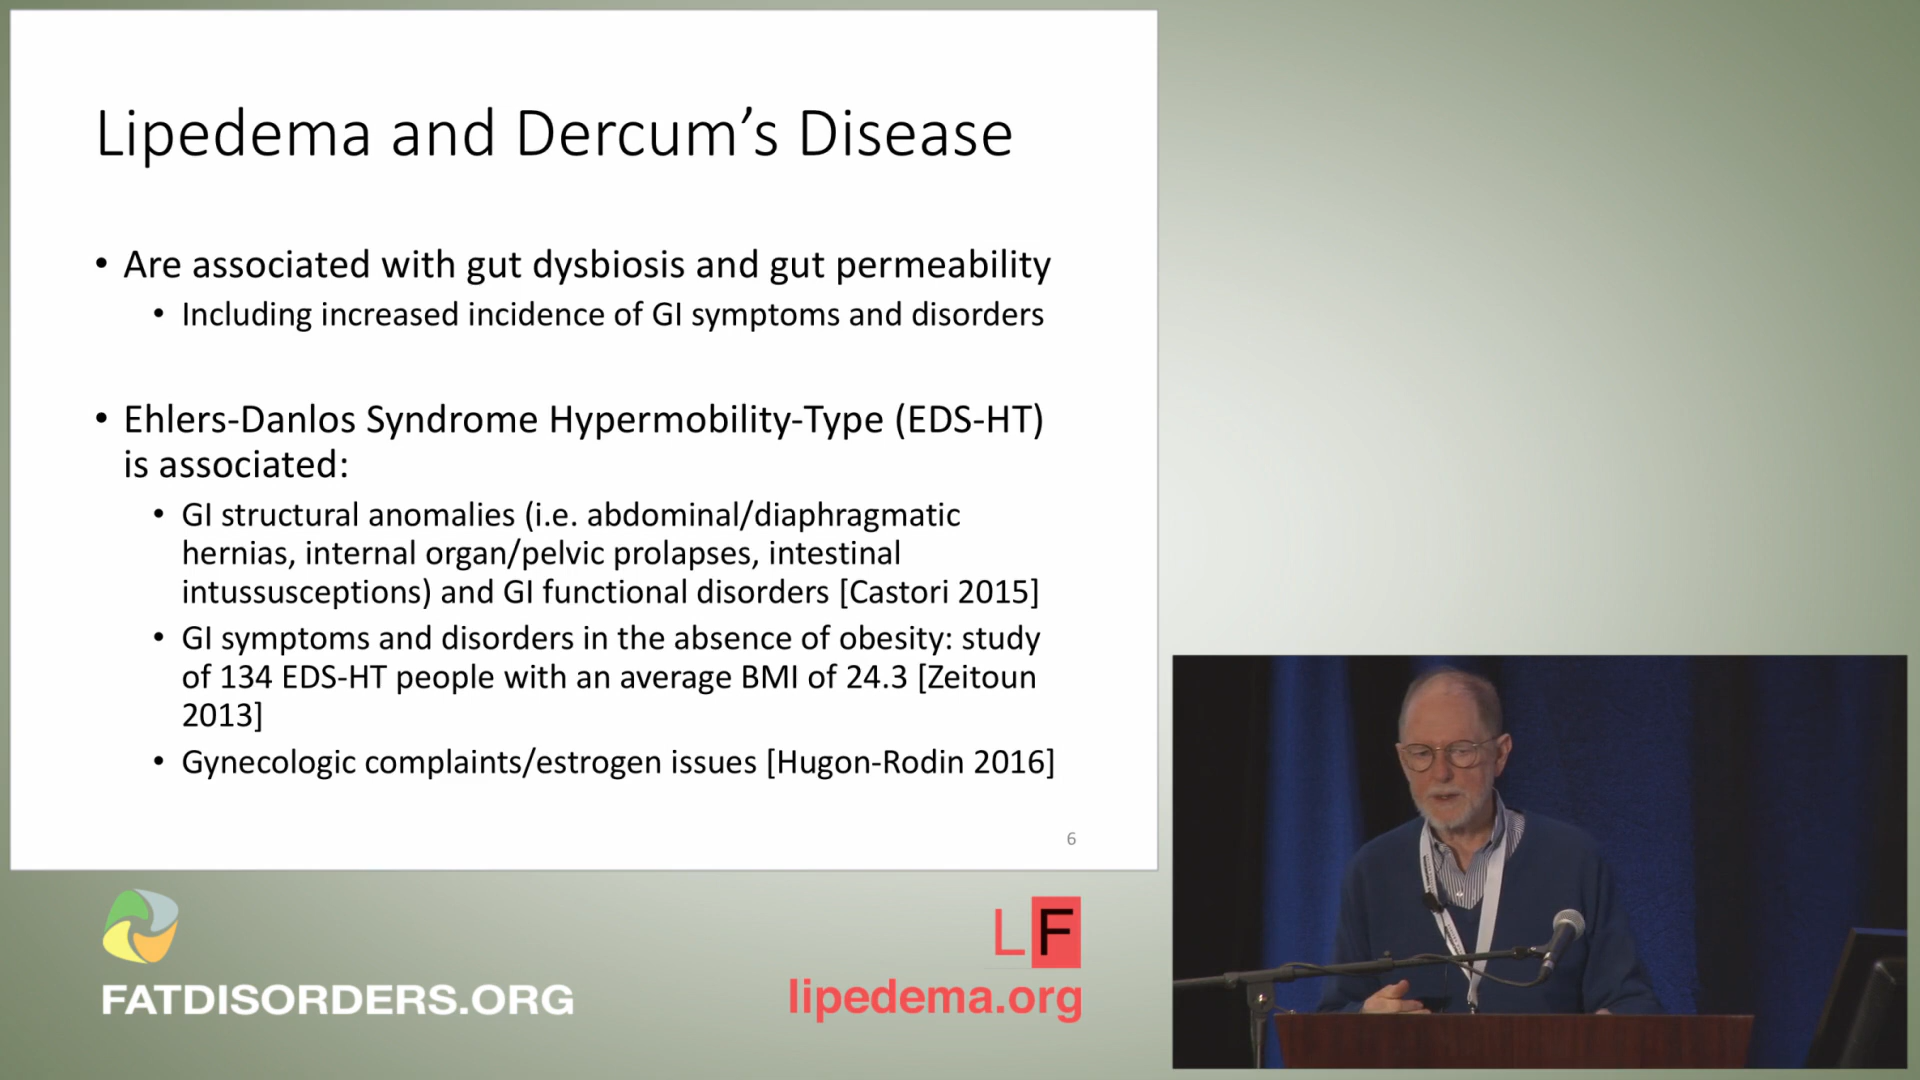 Lipedema and Dercum’s Disease
• Are associated with gut dysbiosis and gut permeability
• Including increased incidence of GI symptoms and disorders
• Ehlers-Danlos Syndrome Hypermobility-Type (EDS-HT)
is associated:
• GI structural anomalies (i.e. abdominal/diaphragmatic
hernias, internal organ/pelvic prolapses, intestinal
intussusceptions) and GI functional disorders [Castori 2015]
• GI symptoms and disorders in the absence of obesity: study
of 134 EDS-HT people with an average BMI of 24.3 [Zeitoun
2013]
• Gynecologic complaints/estrogen issues [Hugon-Rodin 2016]
6
FATDISORDERS.ORG
LF
lipedema.org